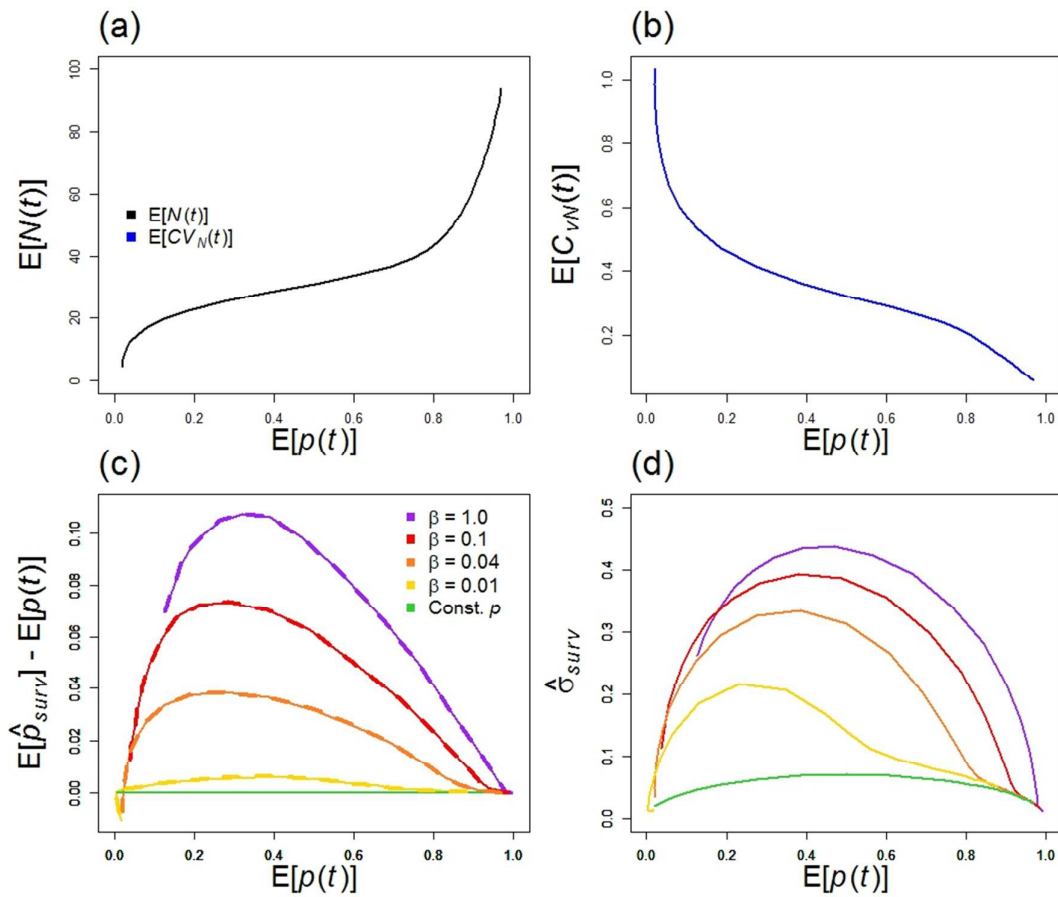 (a)
E[N(t)]
100
80
60
40
20
0
E[N(t)]
E[CV_N(t)]
0.0 0.2 0.4 0.6 0.8 1.0
E[p(t)]
(b)
E[C_vN(t)]
1.0
0.8
0.6
0.4
0.2
0.0 0.2 0.4 0.6 0.8 1.0
E[p(t)]
(c)
E[p̂_surv] - E[p(t)]
0.10
0.08
0.06
0.04
0.02
0.00
β = 1.0
β = 0.1
β = 0.04
β = 0.01
Const. p
0.0 0.2 0.4 0.6 0.8 1.0
E[p(t)]
(d)
σ̂_surv
0.5
0.4
0.3
0.2
0.1
0.0
0.0 0.2 0.4 0.6 0.8 1.0
E[p(t)]